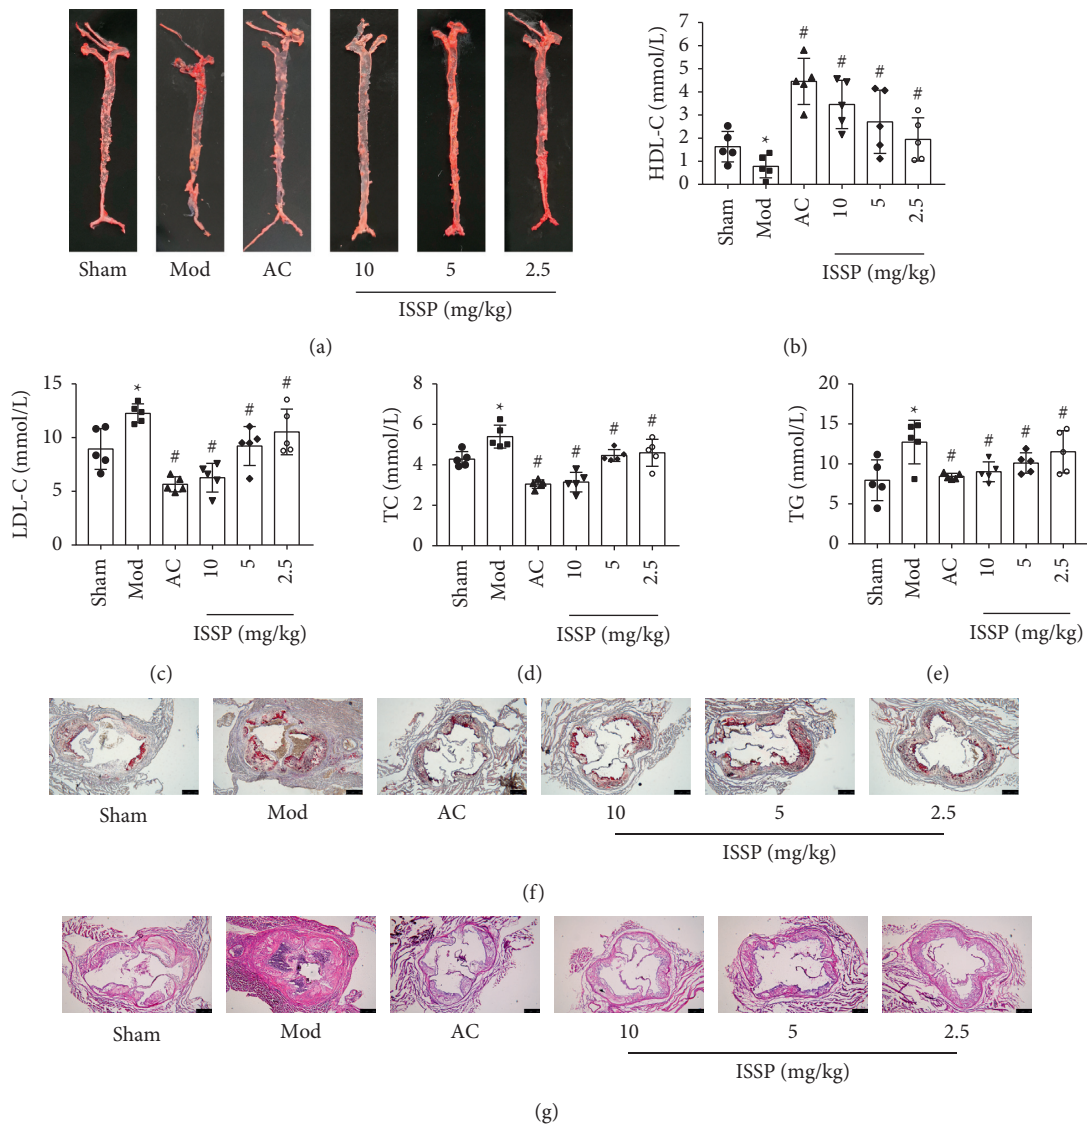 Sham Mod AC 10 5 2.5
ISSP (mg/kg)
(a)
HDL-C (mmol/L)
7
6
5
4
3
2
1
0
* # # # #
Sham Mod AC 10 5 2.5
ISSP (mg/kg)
(b)
LDL-C (mmol/L)
15
10
5
0
* # # # #
Sham Mod AC 10 5 2.5
ISSP (mg/kg)
(c)
TC (mmol/L)
8
6
4
2
0
* # # # #
Sham Mod AC 10 5 2.5
ISSP (mg/kg)
(d)
TG (mmol/L)
20
15
10
5
0
* # # # #
Sham Mod AC 10 5 2.5
ISSP (mg/kg)
(e)
Sham Mod AC 10 5 2.5
ISSP (mg/kg)
(f)
Sham Mod AC 10 5 2.5
ISSP (mg/kg)
(g)